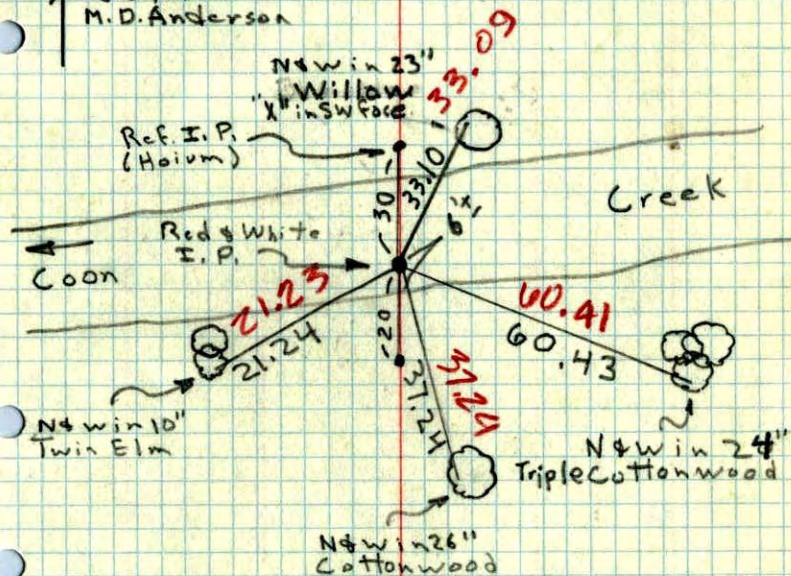 M.D. Anderson
N&W in 23"
Willow
"X" in SW face
33.09
33.10
Ref. I.P.
(Hoium)
30
Creek
Red & White
I.P.
Coon
21.23
21.24
60.41
60.43
20
37.24
37.24
N&W in 10"
Twin Elm
N&W in 24"
Triple Cottonwood
N&W in 26"
Cottonwood